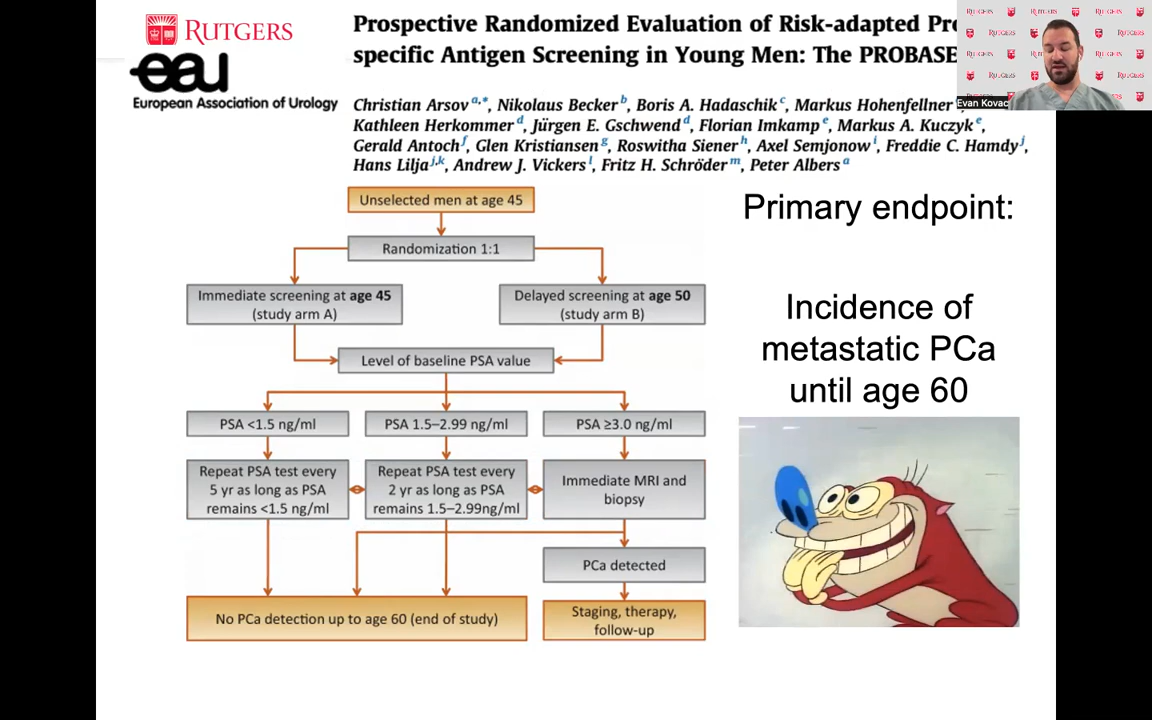 RUTGERS
eau
European Association of Urology
Prospective Randomized Evaluation of Risk-adapted
specific Antigen Screening in Young Men: The PROBASE
Christian Arsov a,*, Nikolaus Becker b, Boris A. Hadaschik c, Markus Hohenfellner
Kathleen Herkommer d, Jürgen E. Gschwend d, Florian Imkamp e, Markus A. Kuczyk e,
Gerald Antoch f, Glen Kristiansen g, Roswitha Siener h, Axel Semjonow i, Freddie C. Hamdy j,
Hans Lilja j,k, Andrew J. Vickers l, Fritz H. Schröder m, Peter Albers a
Evan Kovac
Unselected men at age 45
Randomization 1:1
Immediate screening at age 45
(study arm A)
Delayed screening at age 50
(study arm B)
Level of baseline PSA value
PSA <1.5 ng/ml
PSA 1.5–2.99 ng/ml
PSA ≥3.0 ng/ml
Repeat PSA test every
5 yr as long as PSA
remains <1.5 ng/ml
Repeat PSA test every
2 yr as long as PSA
remains 1.5–2.99ng/ml
Immediate MRI and
biopsy
PCa detected
No PCa detection up to age 60 (end of study)
Staging, therapy,
follow-up
Primary endpoint:
Incidence of
metastatic PCa
until age 60